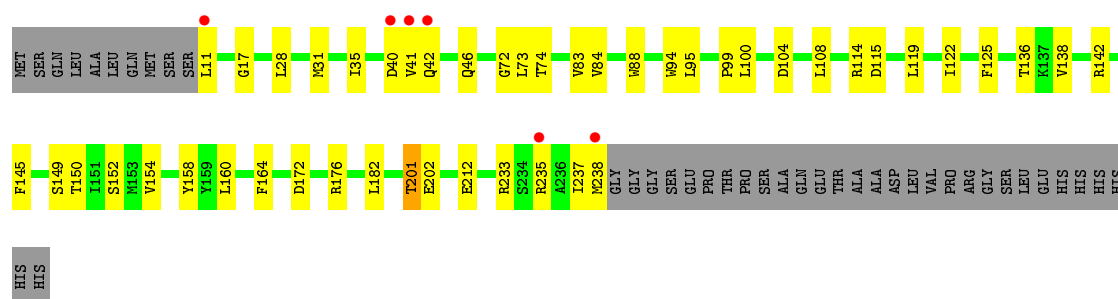 MET SER GLN LEU ALA LEU GLN MET SER SER L11 G17 L28 M31 I35 D40 V41 Q42 Q46 G72 L73 T74 V83 V84 W88 W94 L95 P99 L100 D104 L108 R114 D115 L119 I122 F125 T136 K137 V138 R142
F145 S149 T150 I151 S152 M153 V154 Y158 Y159 L160 F164 D172 R176 L182 T201 E202 E212 R233 S234 R235 A236 I237 M238 GLY GLY GLY SER GLU PRO THR PRO SER ALA GLN GLU THR ALA ALA ASP LEU VAL PRO ARG GLY SER LEU GLU HIS HIS HIS HIS
HIS HIS